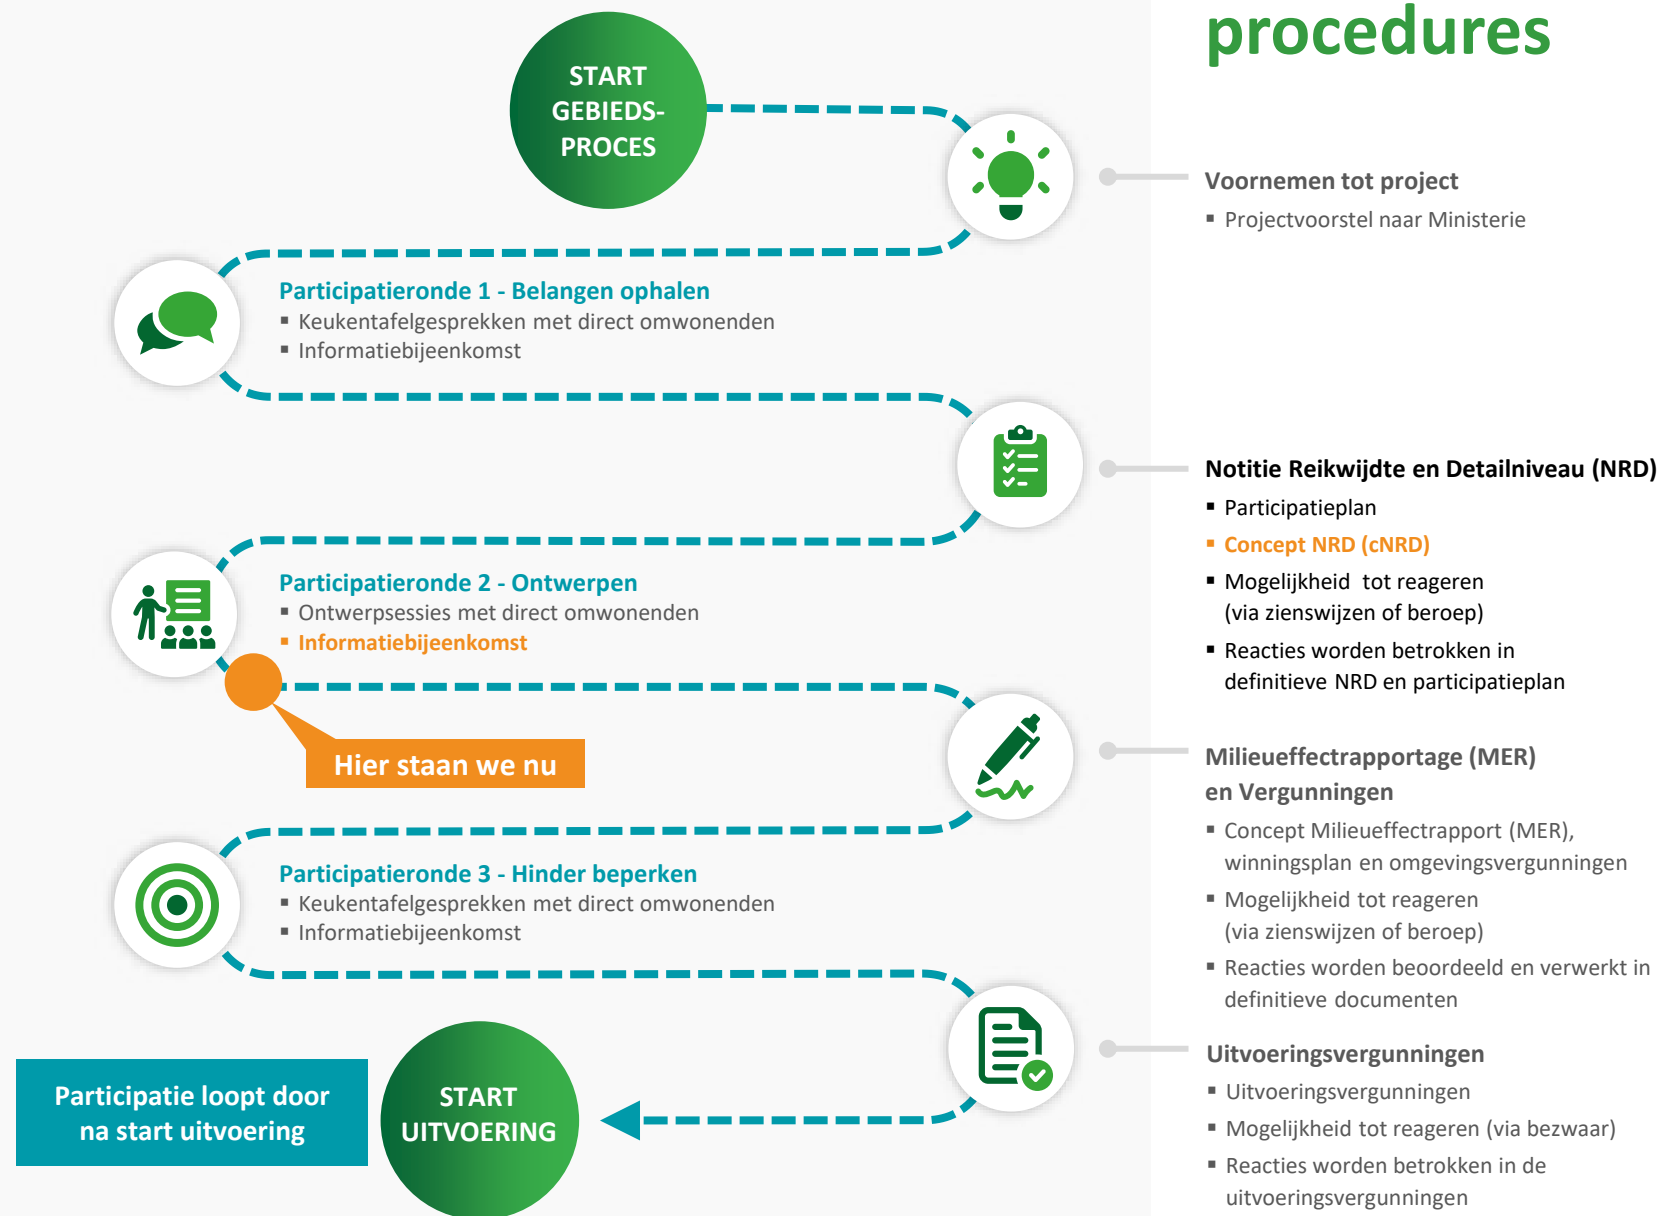 procedures
START
GEBIEDS-
PROCES
Voornemen tot project
▪ Projectvoorstel naar Ministerie
Participatieronde 1 - Belangen ophalen
▪ Keukentafelgesprekken met direct omwonenden
▪ Informatiebijeenkomst
Notitie Reikwijdte en Detailniveau (NRD)
▪ Participatieplan
▪ Concept NRD (cNRD)
▪ Mogelijkheid tot reageren
(via zienswijzen of beroep)
▪ Reacties worden betrokken in
definitieve NRD en participatieplan
Participatieronde 2 - Ontwerpen
▪ Ontwerpsessies met direct omwonenden
▪ Informatiebijeenkomst
Hier staan we nu
Milieueffectrapportage (MER)
en Vergunningen
▪ Concept Milieueffectrapport (MER),
winningsplan en omgevingsvergunningen
▪ Mogelijkheid tot reageren
(via zienswijzen of beroep)
▪ Reacties worden beoordeeld en verwerkt in
definitieve documenten
Participatieronde 3 - Hinder beperken
▪ Keukentafelgesprekken met direct omwonenden
▪ Informatiebijeenkomst
Uitvoeringsvergunningen
▪ Uitvoeringsvergunningen
▪ Mogelijkheid tot reageren (via bezwaar)
▪ Reacties worden betrokken in de
uitvoeringsvergunningen
START
UITVOERING
Participatie loopt door
na start uitvoering